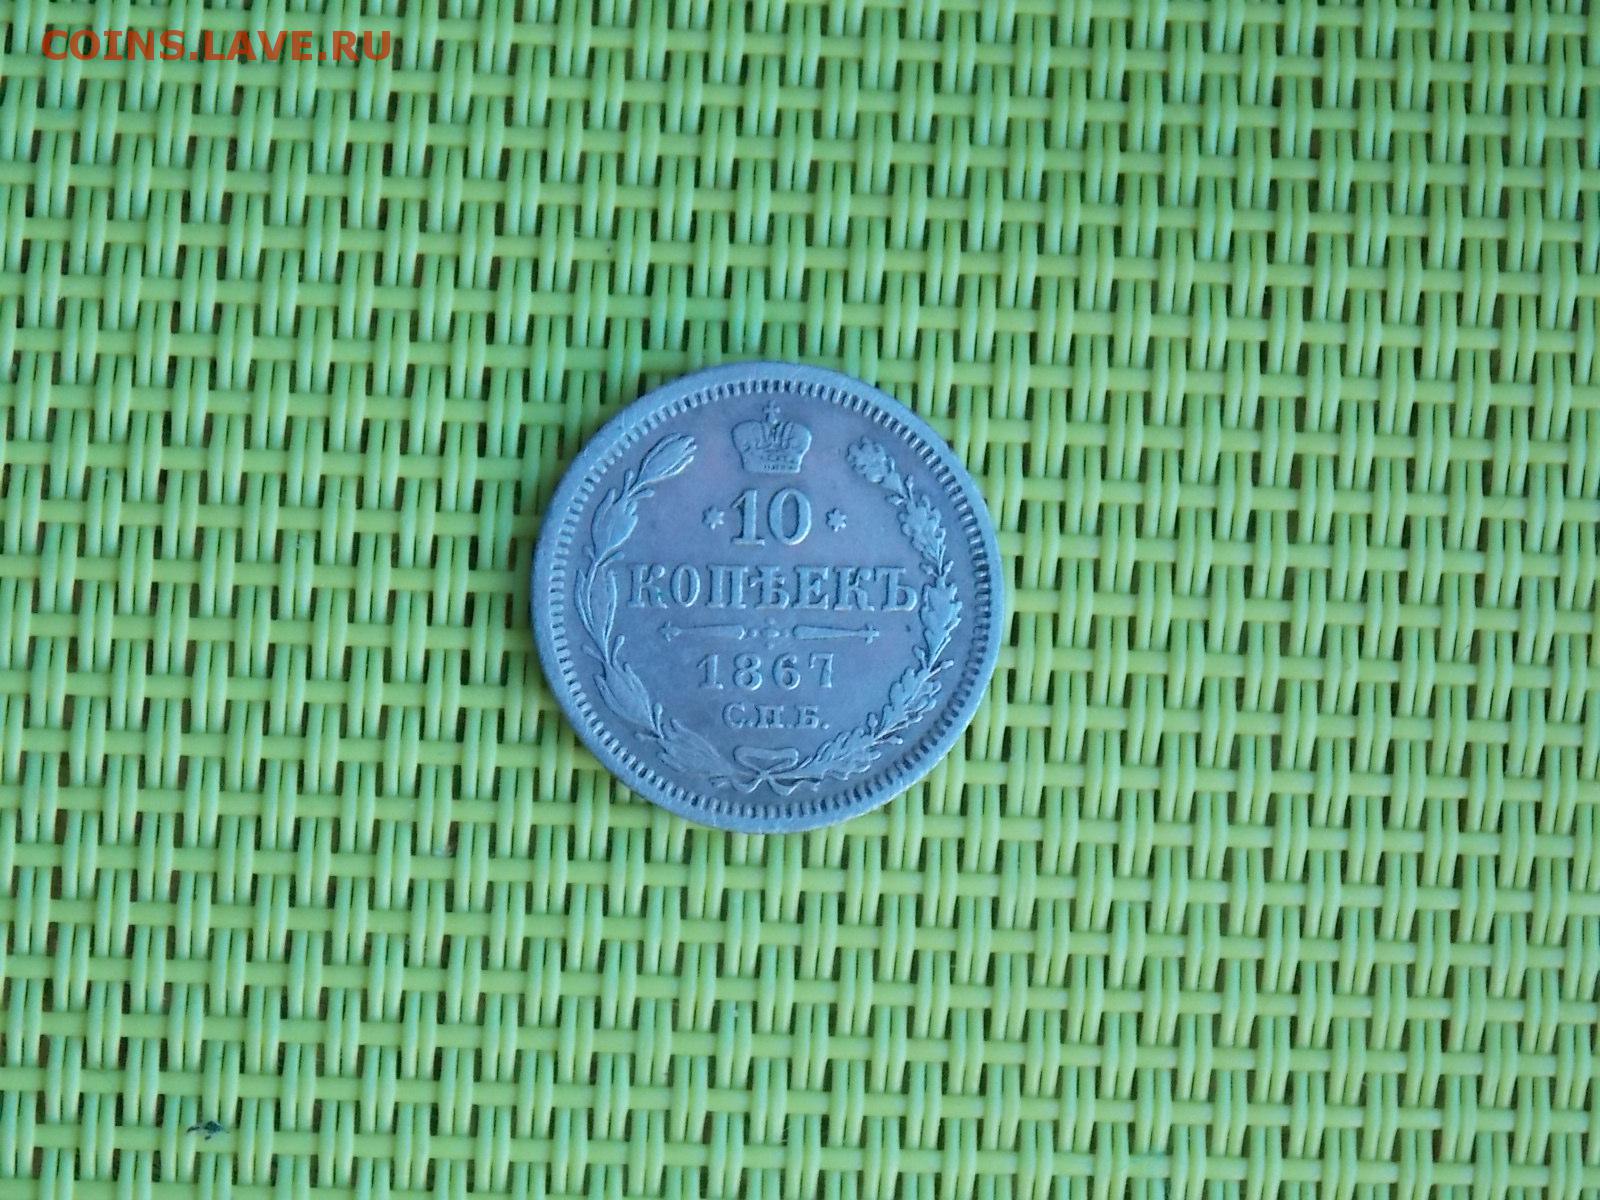 COINS.LAVE.RU
* 10 *
КОПѢЕКЪ
1867
С.П.Б.